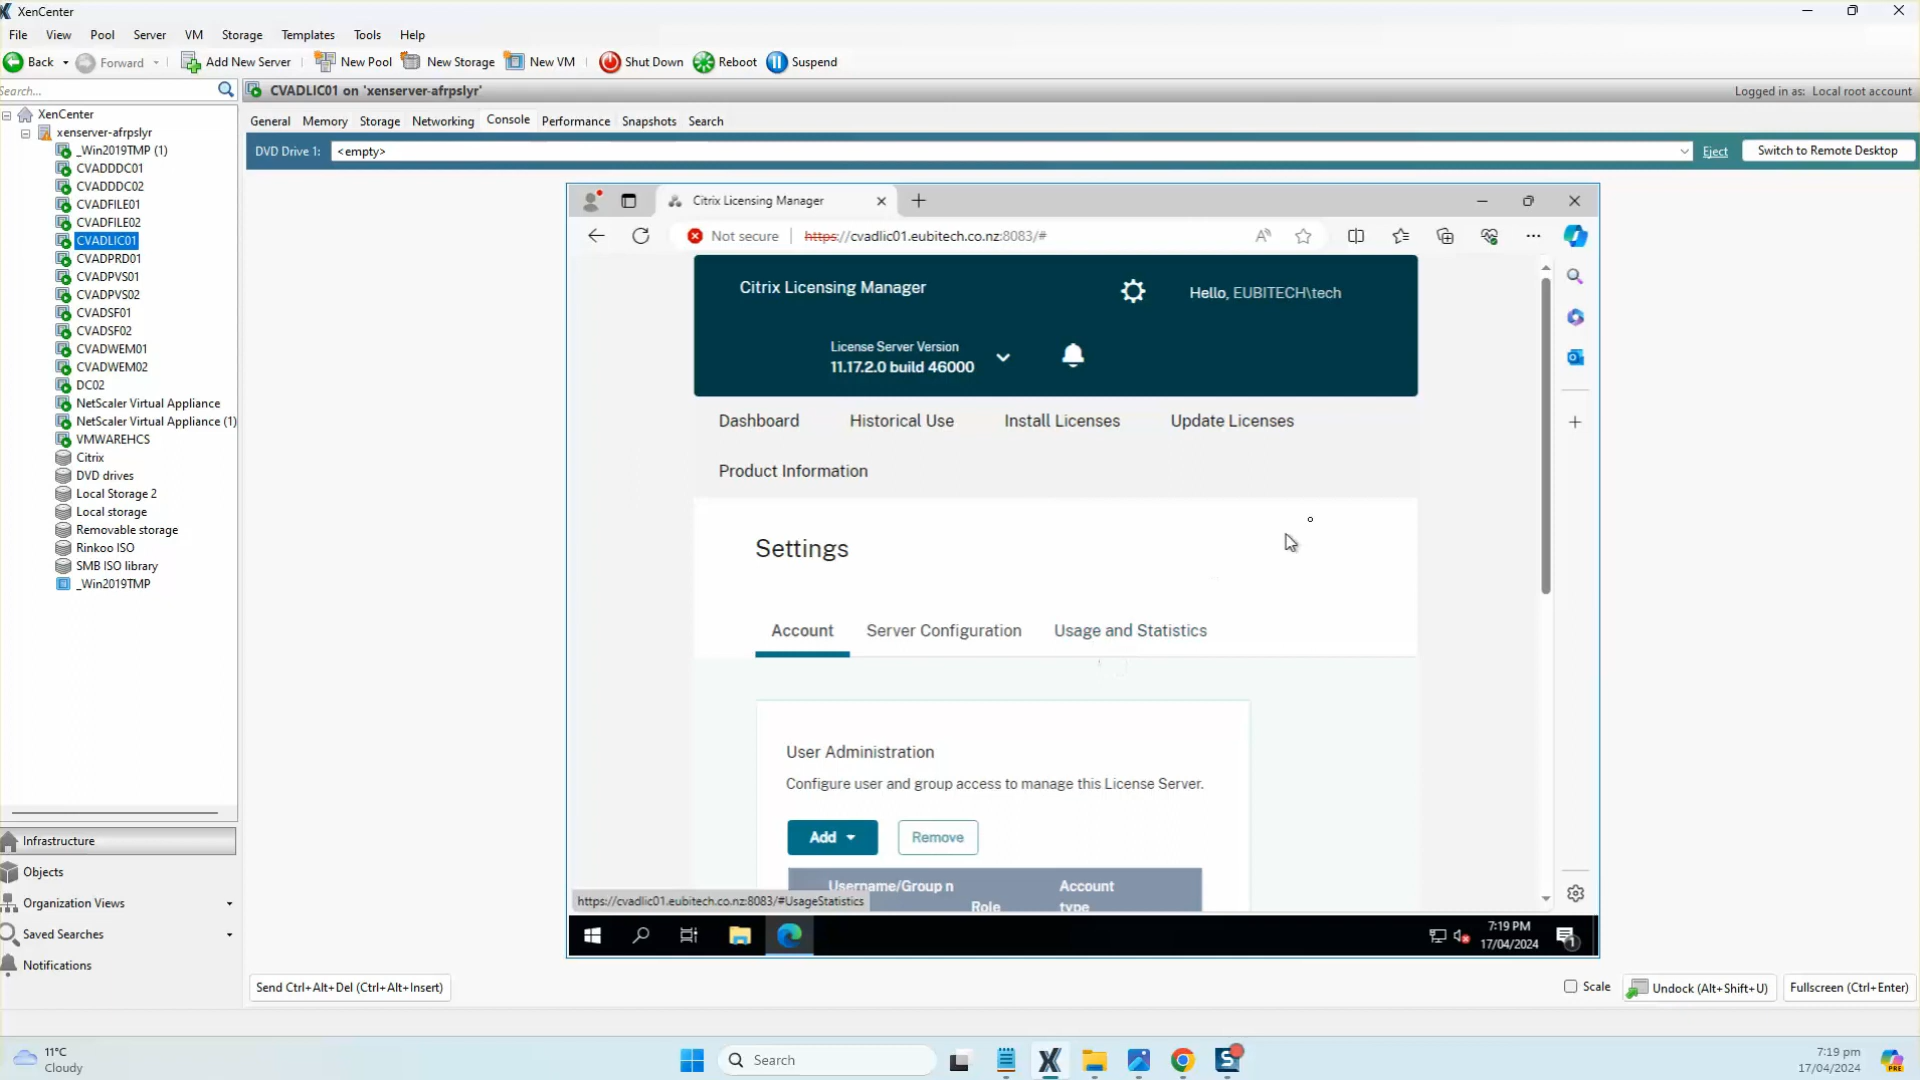 XenCenter
File View Pool Server VM Storage Templates Tools Help
Back Forward Add New Server New Pool New Storage New VM Shut Down Reboot Suspend
Search...
CVADLIC01 on 'xenserver-afrpslyr'
Logged in as: Local root account
XenCenter
xenserver-afrpslyr
_Win2019TMP (1)
CVADDDC01
CVADDDC02
CVADFILE01
CVADFILE02
CVADLIC01
CVADPRD01
CVADPVS01
CVADPVS02
CVADSF01
CVADSF02
CVADWEM01
CVADWEM02
DC02
NetScaler Virtual Appliance
NetScaler Virtual Appliance (1)
VMWAREHCS
Citrix
DVD drives
Local Storage 2
Local storage
Removable storage
Rinkoo ISO
SMB ISO library
_Win2019TMP
Infrastructure
Objects
Organization Views
Saved Searches
Notifications
General Memory Storage Networking Console Performance Snapshots Search
DVD Drive 1: <empty> Eject Switch to Remote Desktop
Citrix Licensing Manager
Not secure https://cvadlic01.eubitech.co.nz:8083/#
Citrix Licensing Manager
Hello, EUBITECH\tech
License Server Version
11.17.2.0 build 46000
Dashboard Historical Use Install Licenses Update Licenses
Product Information
Settings
Account Server Configuration Usage and Statistics
User Administration
Configure user and group access to manage this License Server.
Add Remove
Username/Group n
Role
Account
type
https://cvadlic01.eubitech.co.nz:8083/#UsageStatistics
7:19 PM
17/04/2024
1
Send Ctrl+Alt+Del (Ctrl+Alt+Insert)
Scale Undock (Alt+Shift+U) Fullscreen (Ctrl+Enter)
11°C
Cloudy
Search
7:19 pm
17/04/2024
PRE